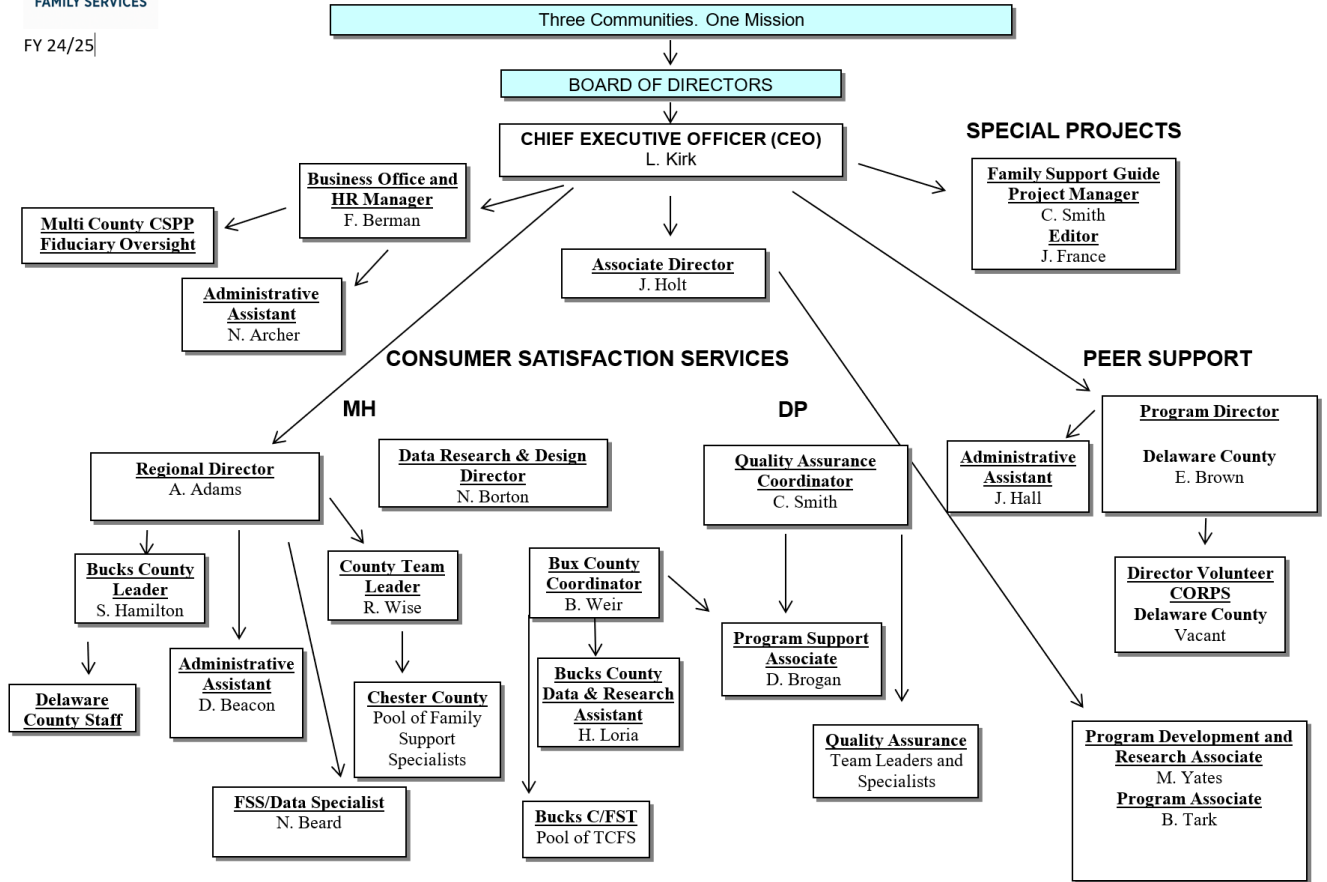 FAMILY SERVICES
FY 24/25
Three Communities. One Mission
BOARD OF DIRECTORS
CHIEF EXECUTIVE OFFICER (CEO)
L. Kirk
SPECIAL PROJECTS
Family Support Guide
Project Manager
C. Smith
Editor
J. France
Business Office and
HR Manager
F. Berman
Multi County CSPP
Fiduciary Oversight
Administrative
Assistant
N. Archer
Associate Director
J. Holt
CONSUMER SATISFACTION SERVICES
PEER SUPPORT
MH
DP
Regional Director
A. Adams
Data Research & Design
Director
N. Borton
Quality Assurance
Coordinator
C. Smith
Administrative
Assistant
J. Hall
Program Director
Delaware County
E. Brown
Bucks County
Leader
S. Hamilton
County Team
Leader
R. Wise
Bux County
Coordinator
B. Weir
Director Volunteer
CORPS
Delaware County
Vacant
Program Support
Associate
D. Brogan
Administrative
Assistant
D. Beacon
Bucks County
Data & Research
Assistant
H. Loria
Delaware
County Staff
Chester County
Pool of Family
Support
Specialists
Quality Assurance
Team Leaders and
Specialists
Program Development and
Research Associate
M. Yates
Program Associate
B. Tark
FSS/Data Specialist
N. Beard
Bucks C/FST
Pool of TCFS